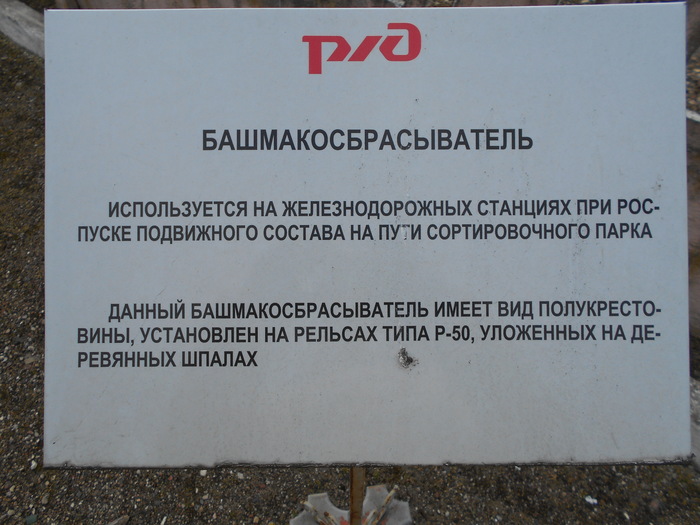 ржд
БАШМАКОСБРАСЫВАТЕЛЬ
ИСПОЛЬЗУЕТСЯ НА ЖЕЛЕЗНОДОРОЖНЫХ СТАНЦИЯХ ПРИ РОС-
ПУСКЕ ПОДВИЖНОГО СОСТАВА НА ПУТИ СОРТИРОВОЧНОГО ПАРКА
ДАННЫЙ БАШМАКОСБРАСЫВАТЕЛЬ ИМЕЕТ ВИД ПОЛУКРЕСТО-
ВИНЫ, УСТАНОВЛЕН НА РЕЛЬСАХ ТИПА Р-50, УЛОЖЕННЫХ НА ДЕ-
РЕВЯННЫХ ШПАЛАХ